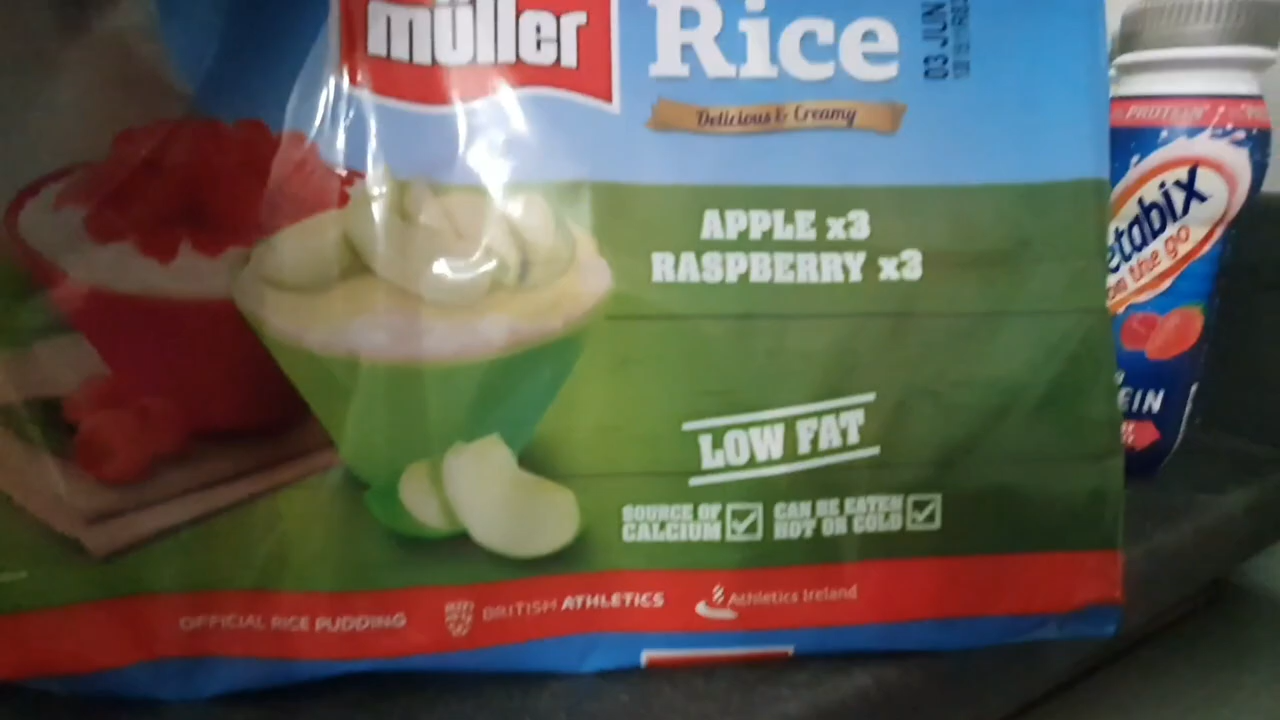 müller
Rice
03 JUN
Delicious & Creamy
APPLE x3
RASPBERRY x3
LOW FAT
SOURCE OF
CALCIUM
CAN BE EATEN
HOT OR COLD
OFFICIAL RICE PUDDING
BRITISH ATHLETICS
Athletics Ireland
PROTEIN
etabix
on the go
EIN